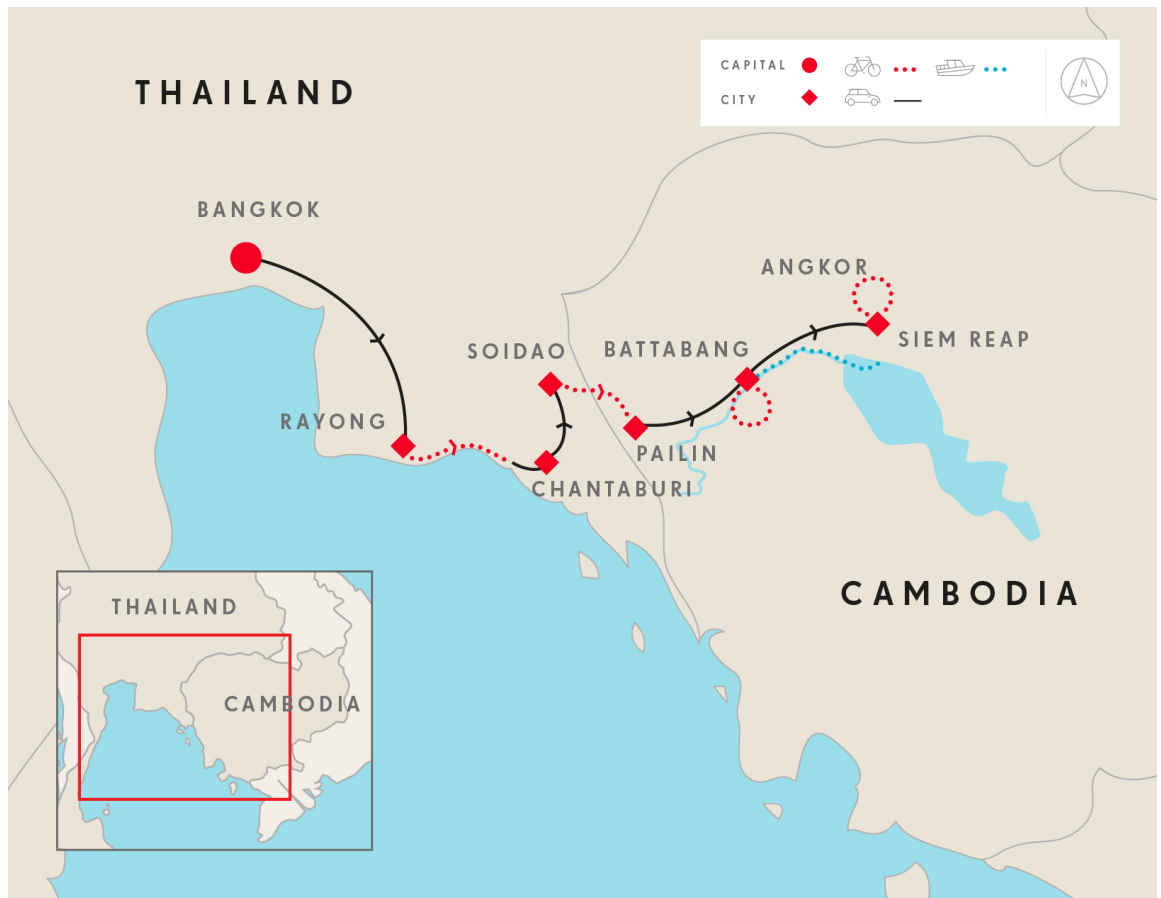 THAILAND
CAPITAL
CITY
N
BANGKOK
ANGKOR
SIEM REAP
SOIDAO
BATTABANG
RAYONG
PAILIN
CHANTABURI
CAMBODIA
THAILAND
CAMBODIA